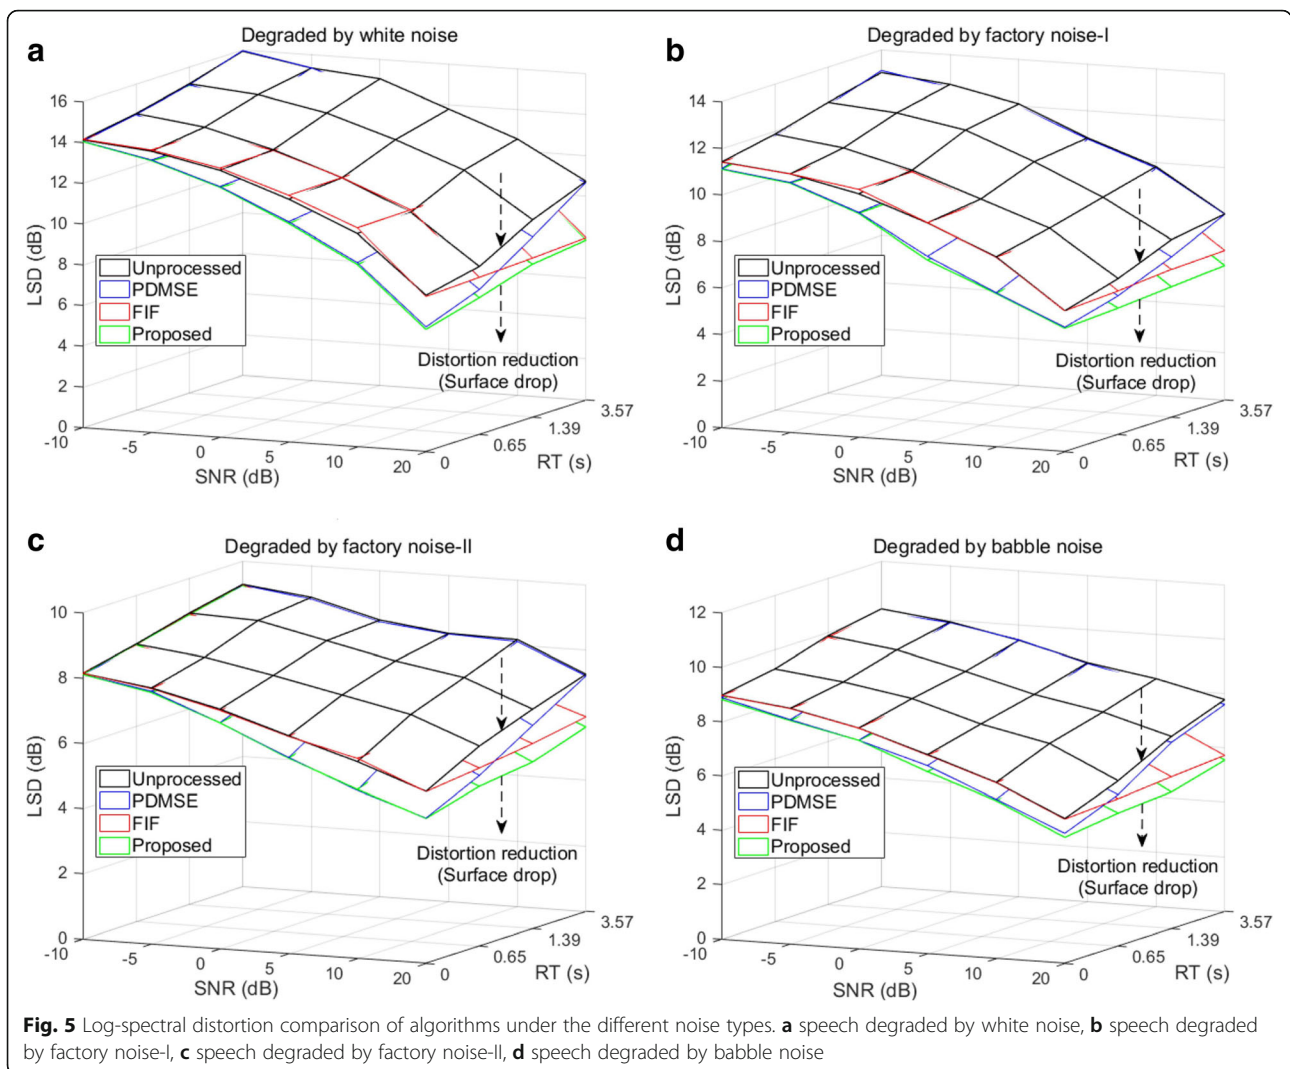 a
Degraded by white noise
16
14
12
10
8
6
4
2
0
LSD (dB)
Unprocessed
PDMSE
FIF
Proposed
Distortion reduction
(Surface drop)
-10
-5
0
5
10
20
SNR (dB)
0
0.65
1.39
3.57
RT (s)
b
Degraded by factory noise-I
14
12
10
8
6
4
2
0
LSD (dB)
Unprocessed
PDMSE
FIF
Proposed
Distortion reduction
(Surface drop)
-10
-5
0
5
10
20
SNR (dB)
0
0.65
1.39
3.57
RT (s)
c
Degraded by factory noise-II
10
8
6
4
2
0
LSD (dB)
Unprocessed
PDMSE
FIF
Proposed
Distortion reduction
(Surface drop)
-10
-5
0
5
10
20
SNR (dB)
0
0.65
1.39
3.57
RT (s)
d
Degraded by babble noise
12
10
8
6
4
2
0
LSD (dB)
Unprocessed
PDMSE
FIF
Proposed
Distortion reduction
(Surface drop)
-10
-5
0
5
10
20
SNR (dB)
0
0.65
1.39
3.57
RT (s)
Fig. 5 Log-spectral distortion comparison of algorithms under the different noise types. a speech degraded by white noise, b speech degraded
by factory noise-I, c speech degraded by factory noise-II, d speech degraded by babble noise